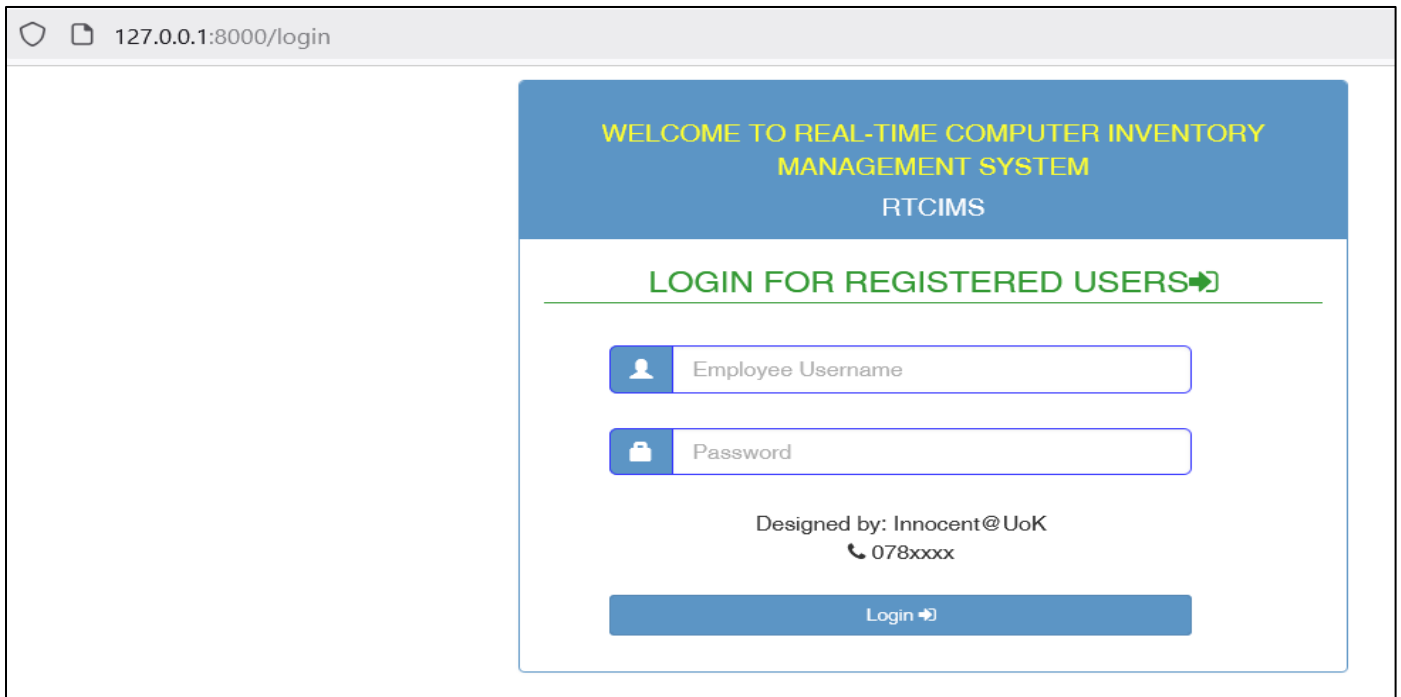 127.0.0.1:8000/login
WELCOME TO REAL-TIME COMPUTER INVENTORY
MANAGEMENT SYSTEM
RTCIMS
LOGIN FOR REGISTERED USERS
Employee Username
Password
Designed by: Innocent@UoK
078xxxx
Login